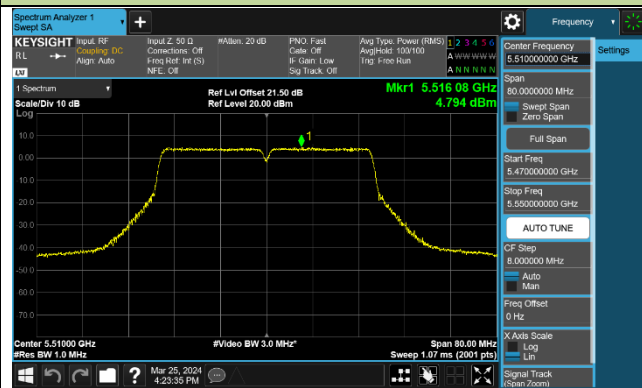 Spectrum Analyzer 1
Swept SA
Frequency
KEYSIGHT
RL
LXI
Input: RF
Coupling: DC
Align: Auto
Input Z: 50 Ω
Corrections: Off
Freq Ref: Int (S)
NFE: Off
#Atten: 20 dB
PNO: Fast
Gate: Off
IF Gain: Low
Sig Track: Off
Avg Type: Power (RMS)
Avg|Hold: 100/100
Trig: Free Run
1 2 3 4 5 6
A W W W W W
A N N N N N
1 Spectrum
Scale/Div 10 dB
Log
Ref Lvl Offset 21.50 dB
Ref Level 20.00 dBm
Mkr1 5.516 08 GHz
4.794 dBm
1
10.0
0.00
-10.0
-20.0
-30.0
-40.0
-50.0
-60.0
-70.0
Center 5.51000 GHz
#Res BW 1.0 MHz
#Video BW 3.0 MHz*
Span 80.00 MHz
Sweep 1.07 ms (2001 pts)
Mar 25, 2024
4:23:35 PM
Center Frequency
5.510000000 GHz
Settings
Span
80.0000000 MHz
Swept Span
Zero Span
Full Span
Start Freq
5.470000000 GHz
Stop Freq
5.550000000 GHz
AUTO TUNE
CF Step
8.000000 MHz
Auto
Man
Freq Offset
0 Hz
X Axis Scale
Log
Lin
Signal Track
(Span Zoom)